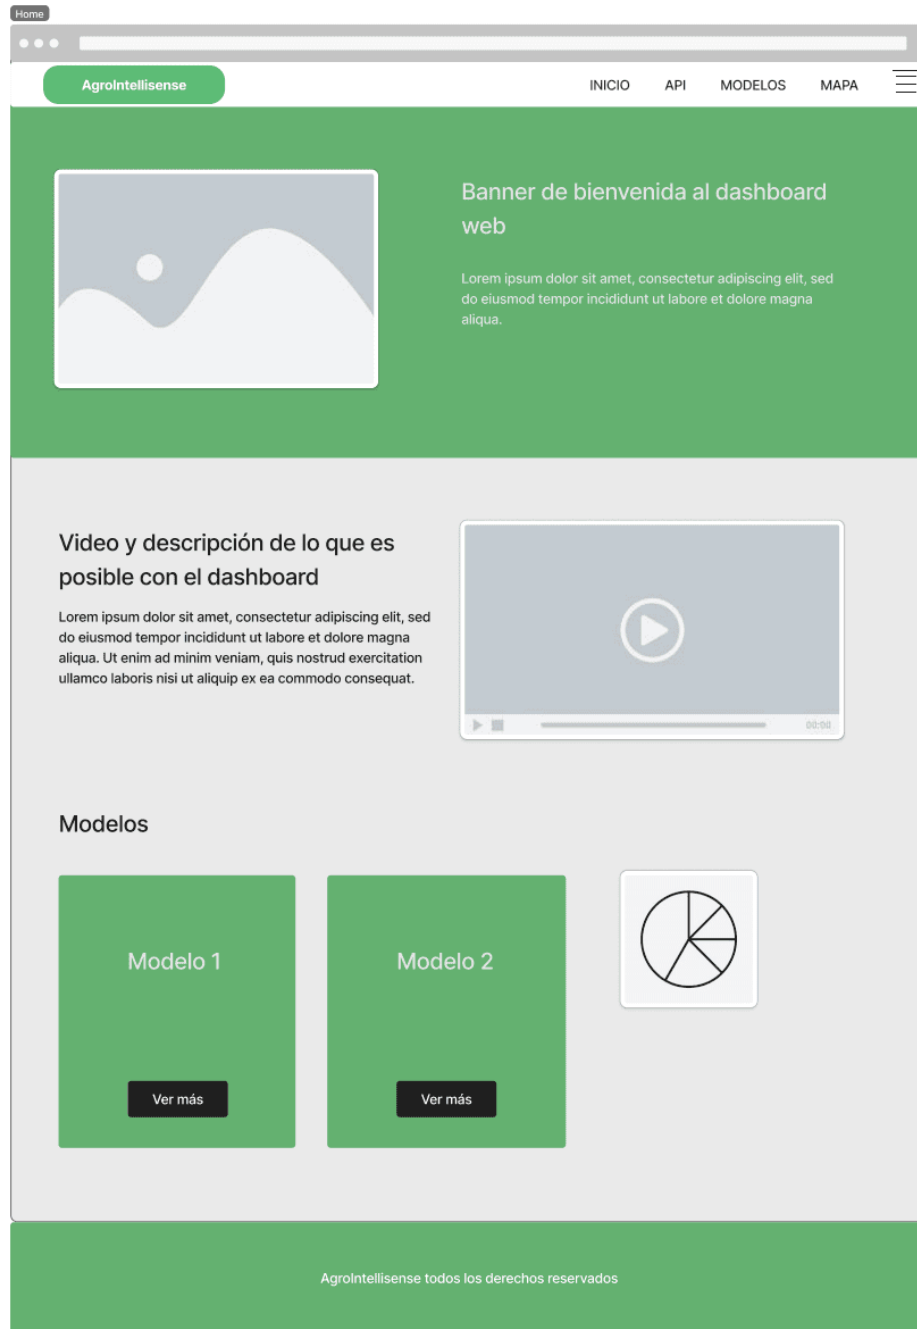 Home
AgroIntellisense
INICIO API MODELOS MAPA
Banner de bienvenida al dashboard
web
Lorem ipsum dolor sit amet, consectetur adipiscing elit, sed
do eiusmod tempor incididunt ut labore et dolore magna
aliqua.
Video y descripción de lo que es
posible con el dashboard
Lorem ipsum dolor sit amet, consectetur adipiscing elit, sed
do eiusmod tempor incididunt ut labore et dolore magna
aliqua. Ut enim ad minim veniam, quis nostrud exercitation
ullamco laboris nisi ut aliquip ex ea commodo consequat.
00:00
Modelos
Modelo 1
Ver más
Modelo 2
Ver más
AgroIntellisense todos los derechos reservados